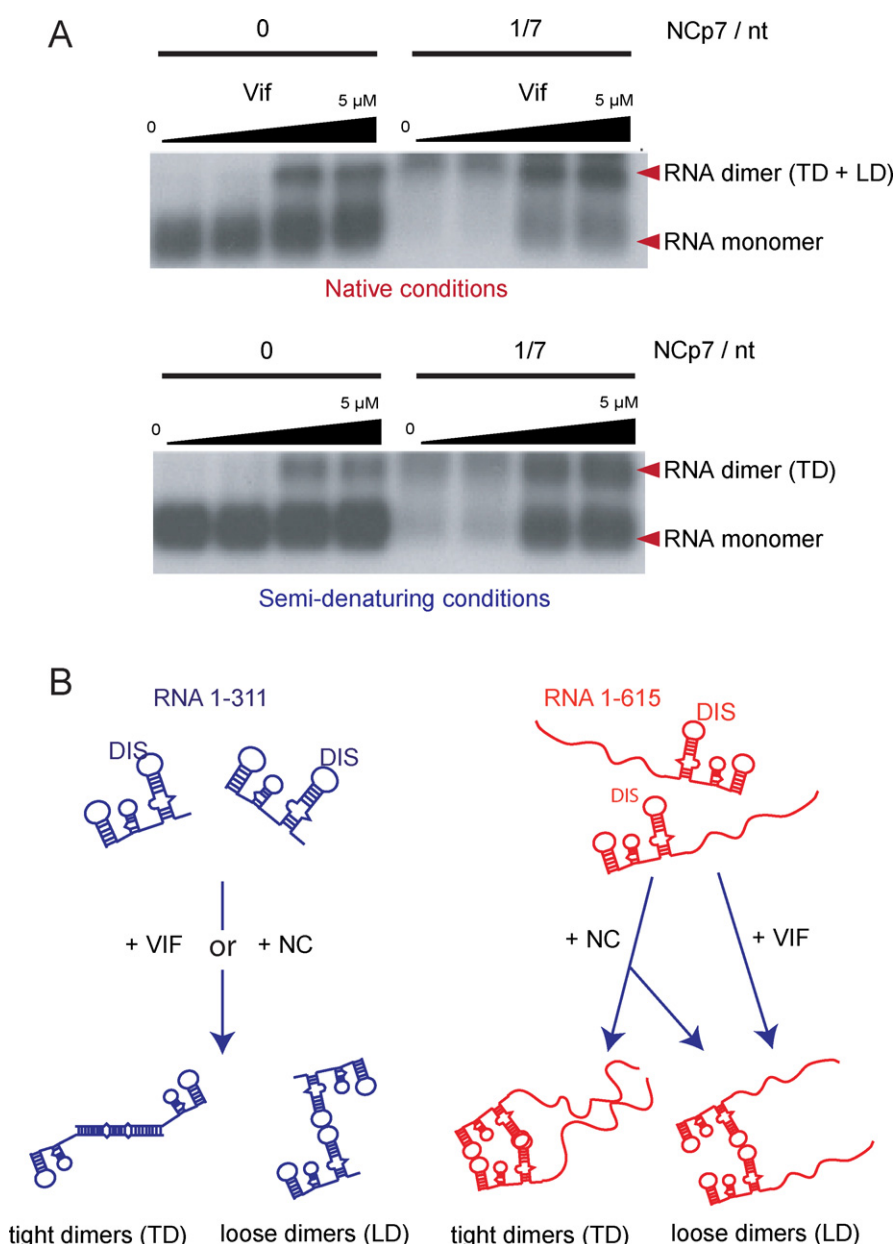 A
0 1/7 NCp7 / nt
Vif Vif
0 5 µM 0 5 µM
RNA dimer (TD + LD)
RNA monomer
Native conditions
0 1/7 NCp7 / nt
0 5 µM 0 5 µM
RNA dimer (TD)
RNA monomer
Semi-denaturing conditions
B
RNA 1-311 RNA 1-615
DIS DIS DIS
DIS
+ VIF or + NC + NC + VIF
tight dimers (TD) loose dimers (LD) tight dimers (TD) loose dimers (LD)